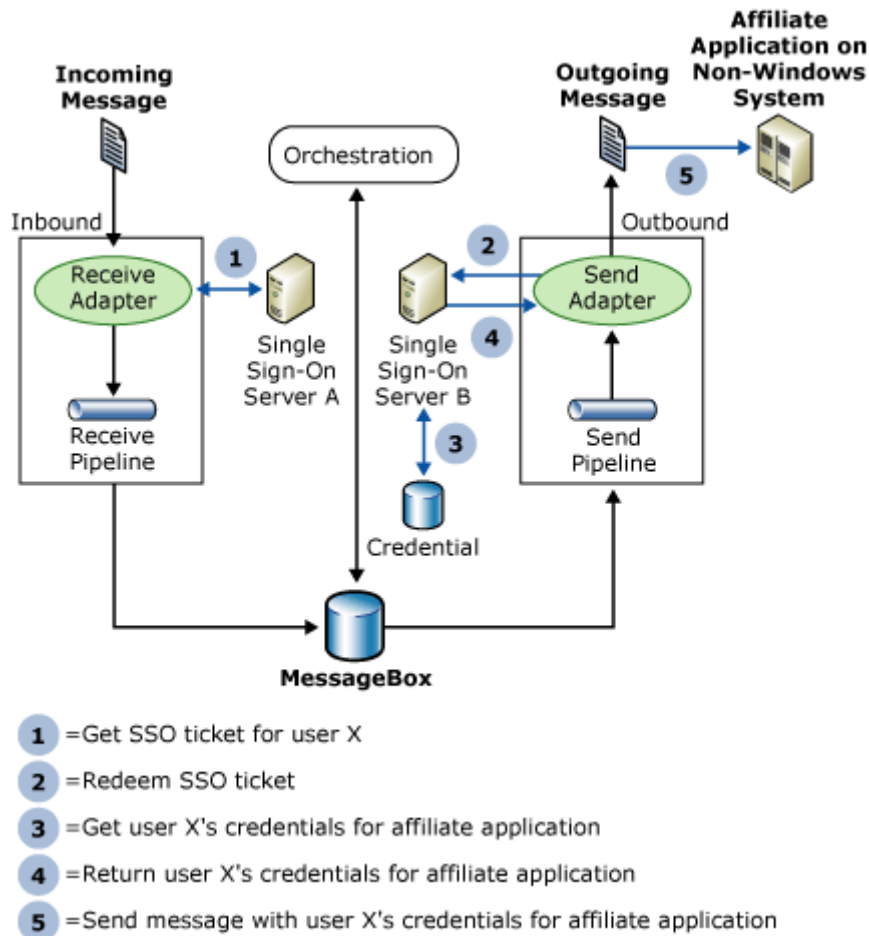 Affiliate
Application on
Non-Windows
System
Incoming
Message
Outgoing
Message
Orchestration
5
Inbound
Outbound
1
2
Receive
Adapter
Send
Adapter
4
Single
Sign-On
Server A
Single
Sign-On
Server B
3
Receive
Pipeline
Send
Pipeline
Credential
MessageBox
1 =Get SSO ticket for user X
2 =Redeem SSO ticket
3 =Get user X's credentials for affiliate application
4 =Return user X's credentials for affiliate application
5 =Send message with user X's credentials for affiliate application